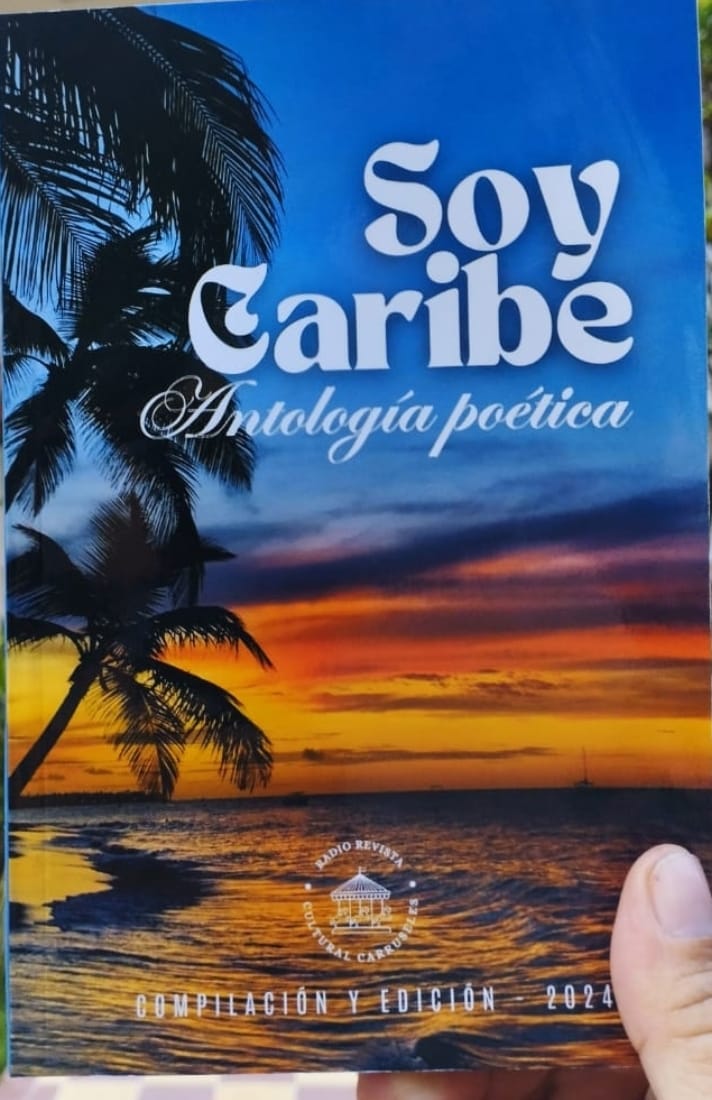 Soy
Caribe
Antología poética
RADIO REVISTA
CULTURAL CARRUSELES
COMPILACIÓN Y EDICIÓN - 2024